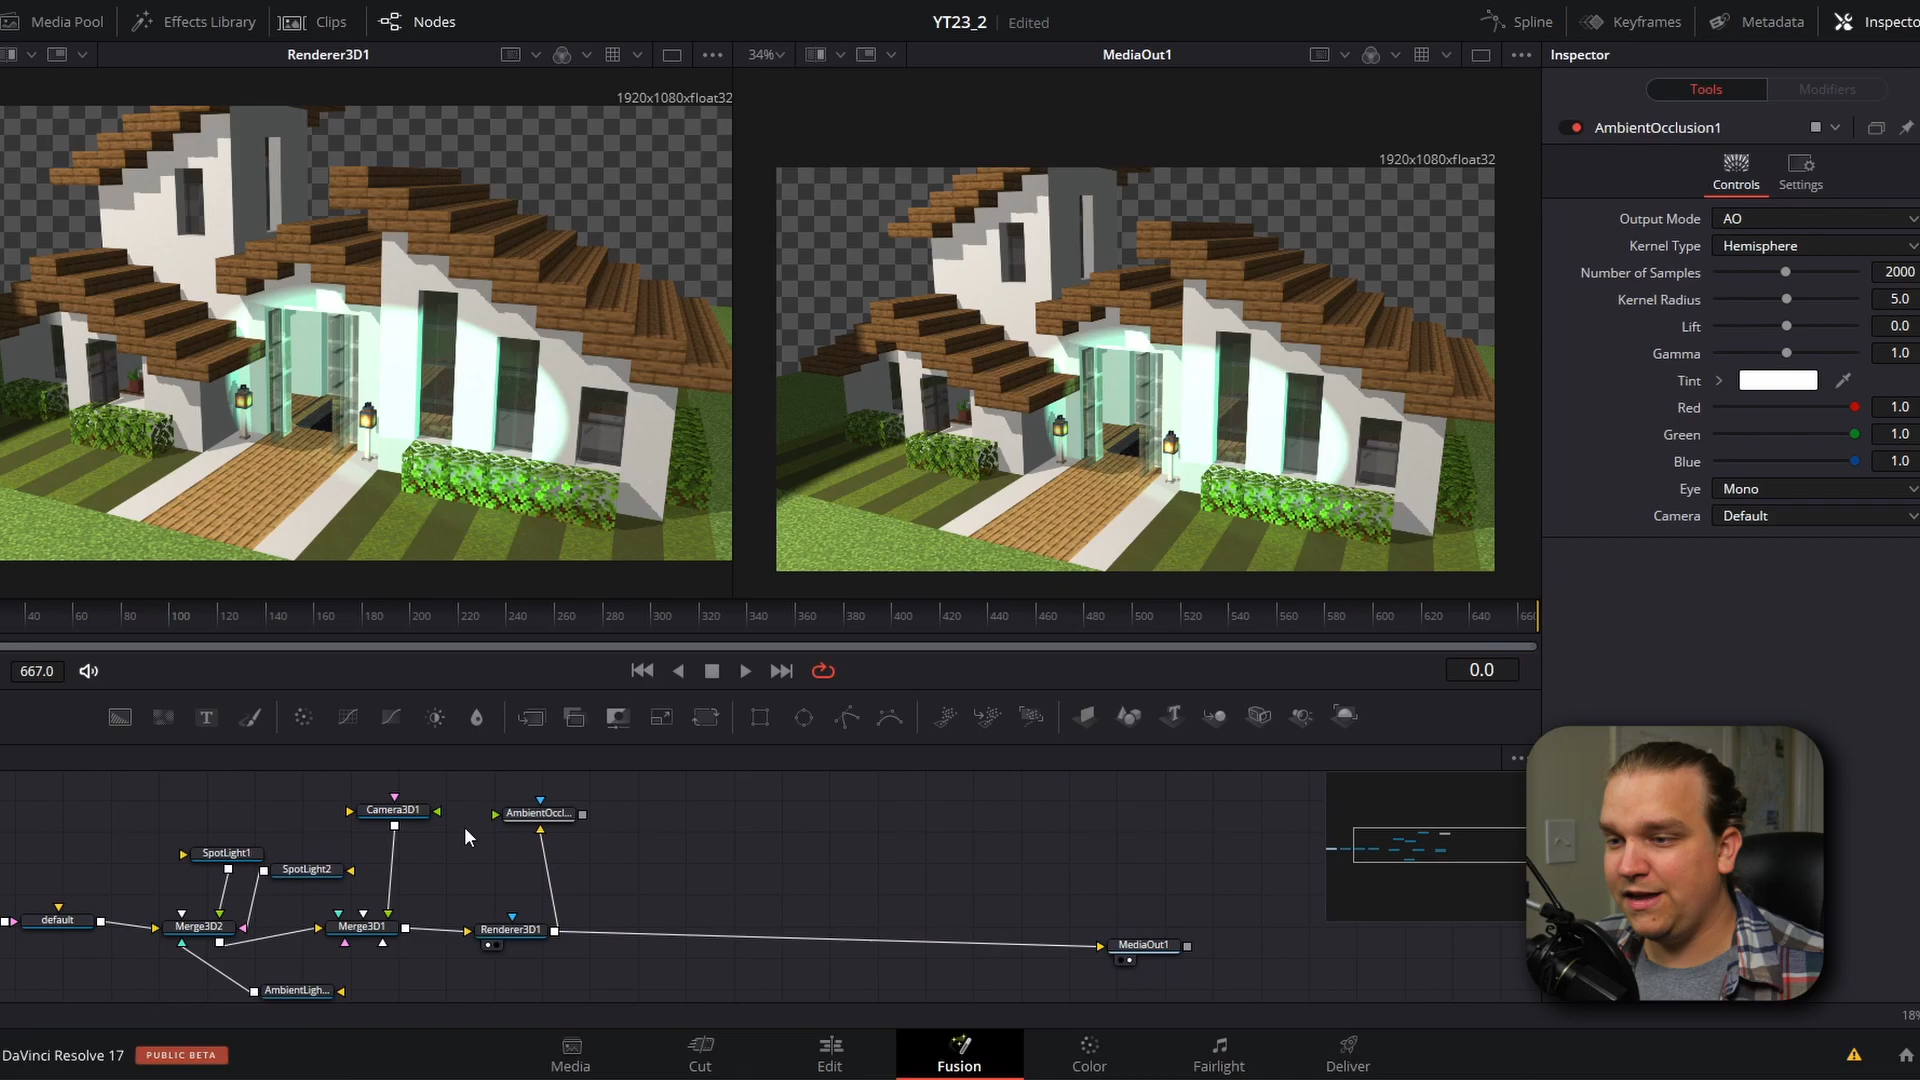 Media Pool Effects Library Clips Nodes YT23_2 Edited Spline Keyframes Metadata Inspecto
Renderer3D1 34% MediaOut1 Inspector
Tools Modifiers
1920x1080xfloat32
1920x1080xfloat32
AmbientOcclusion1
Controls Settings
Output Mode AO
Kernel Type Hemisphere
Number of Samples 2000
Kernel Radius 5.0
Lift 0.0
Gamma 1.0
Tint
Red 1.0
Green 1.0
Blue 1.0
Eye Mono
Camera Default
40 60 80 100 120 140 160 180 200 220 240 260 280 300 320 340 360 380 400 420 440 460 480 500 520 540 560 580 600 620 640 660
667.0 0.0
T T
Camera3D1 AmbientOccl...
SpotLight1
SpotLight2
default Merge3D2 Merge3D1 Renderer3D1
MediaOut1
AmbientLigh...
18%
DaVinci Resolve 17 PUBLIC BETA
Media Cut Edit Fusion Color Fairlight Deliver